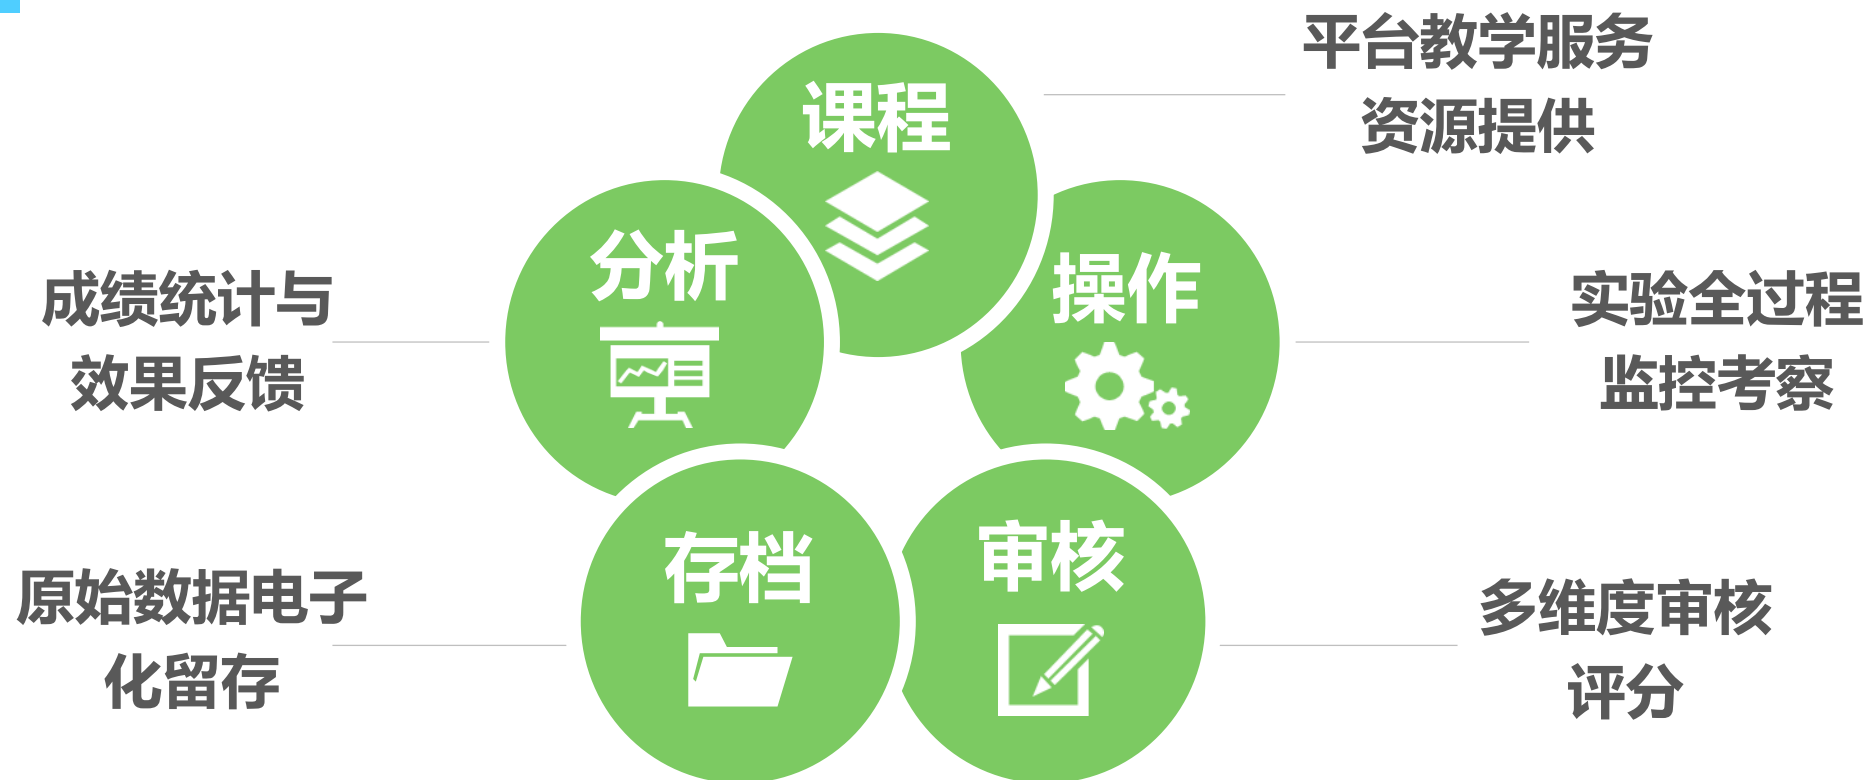 课程
平台教学服务
资源提供
操作
实验全过程
监控考察
审核
多维度审核
评分
存档
原始数据电子
化留存
分析
成绩统计与
效果反馈